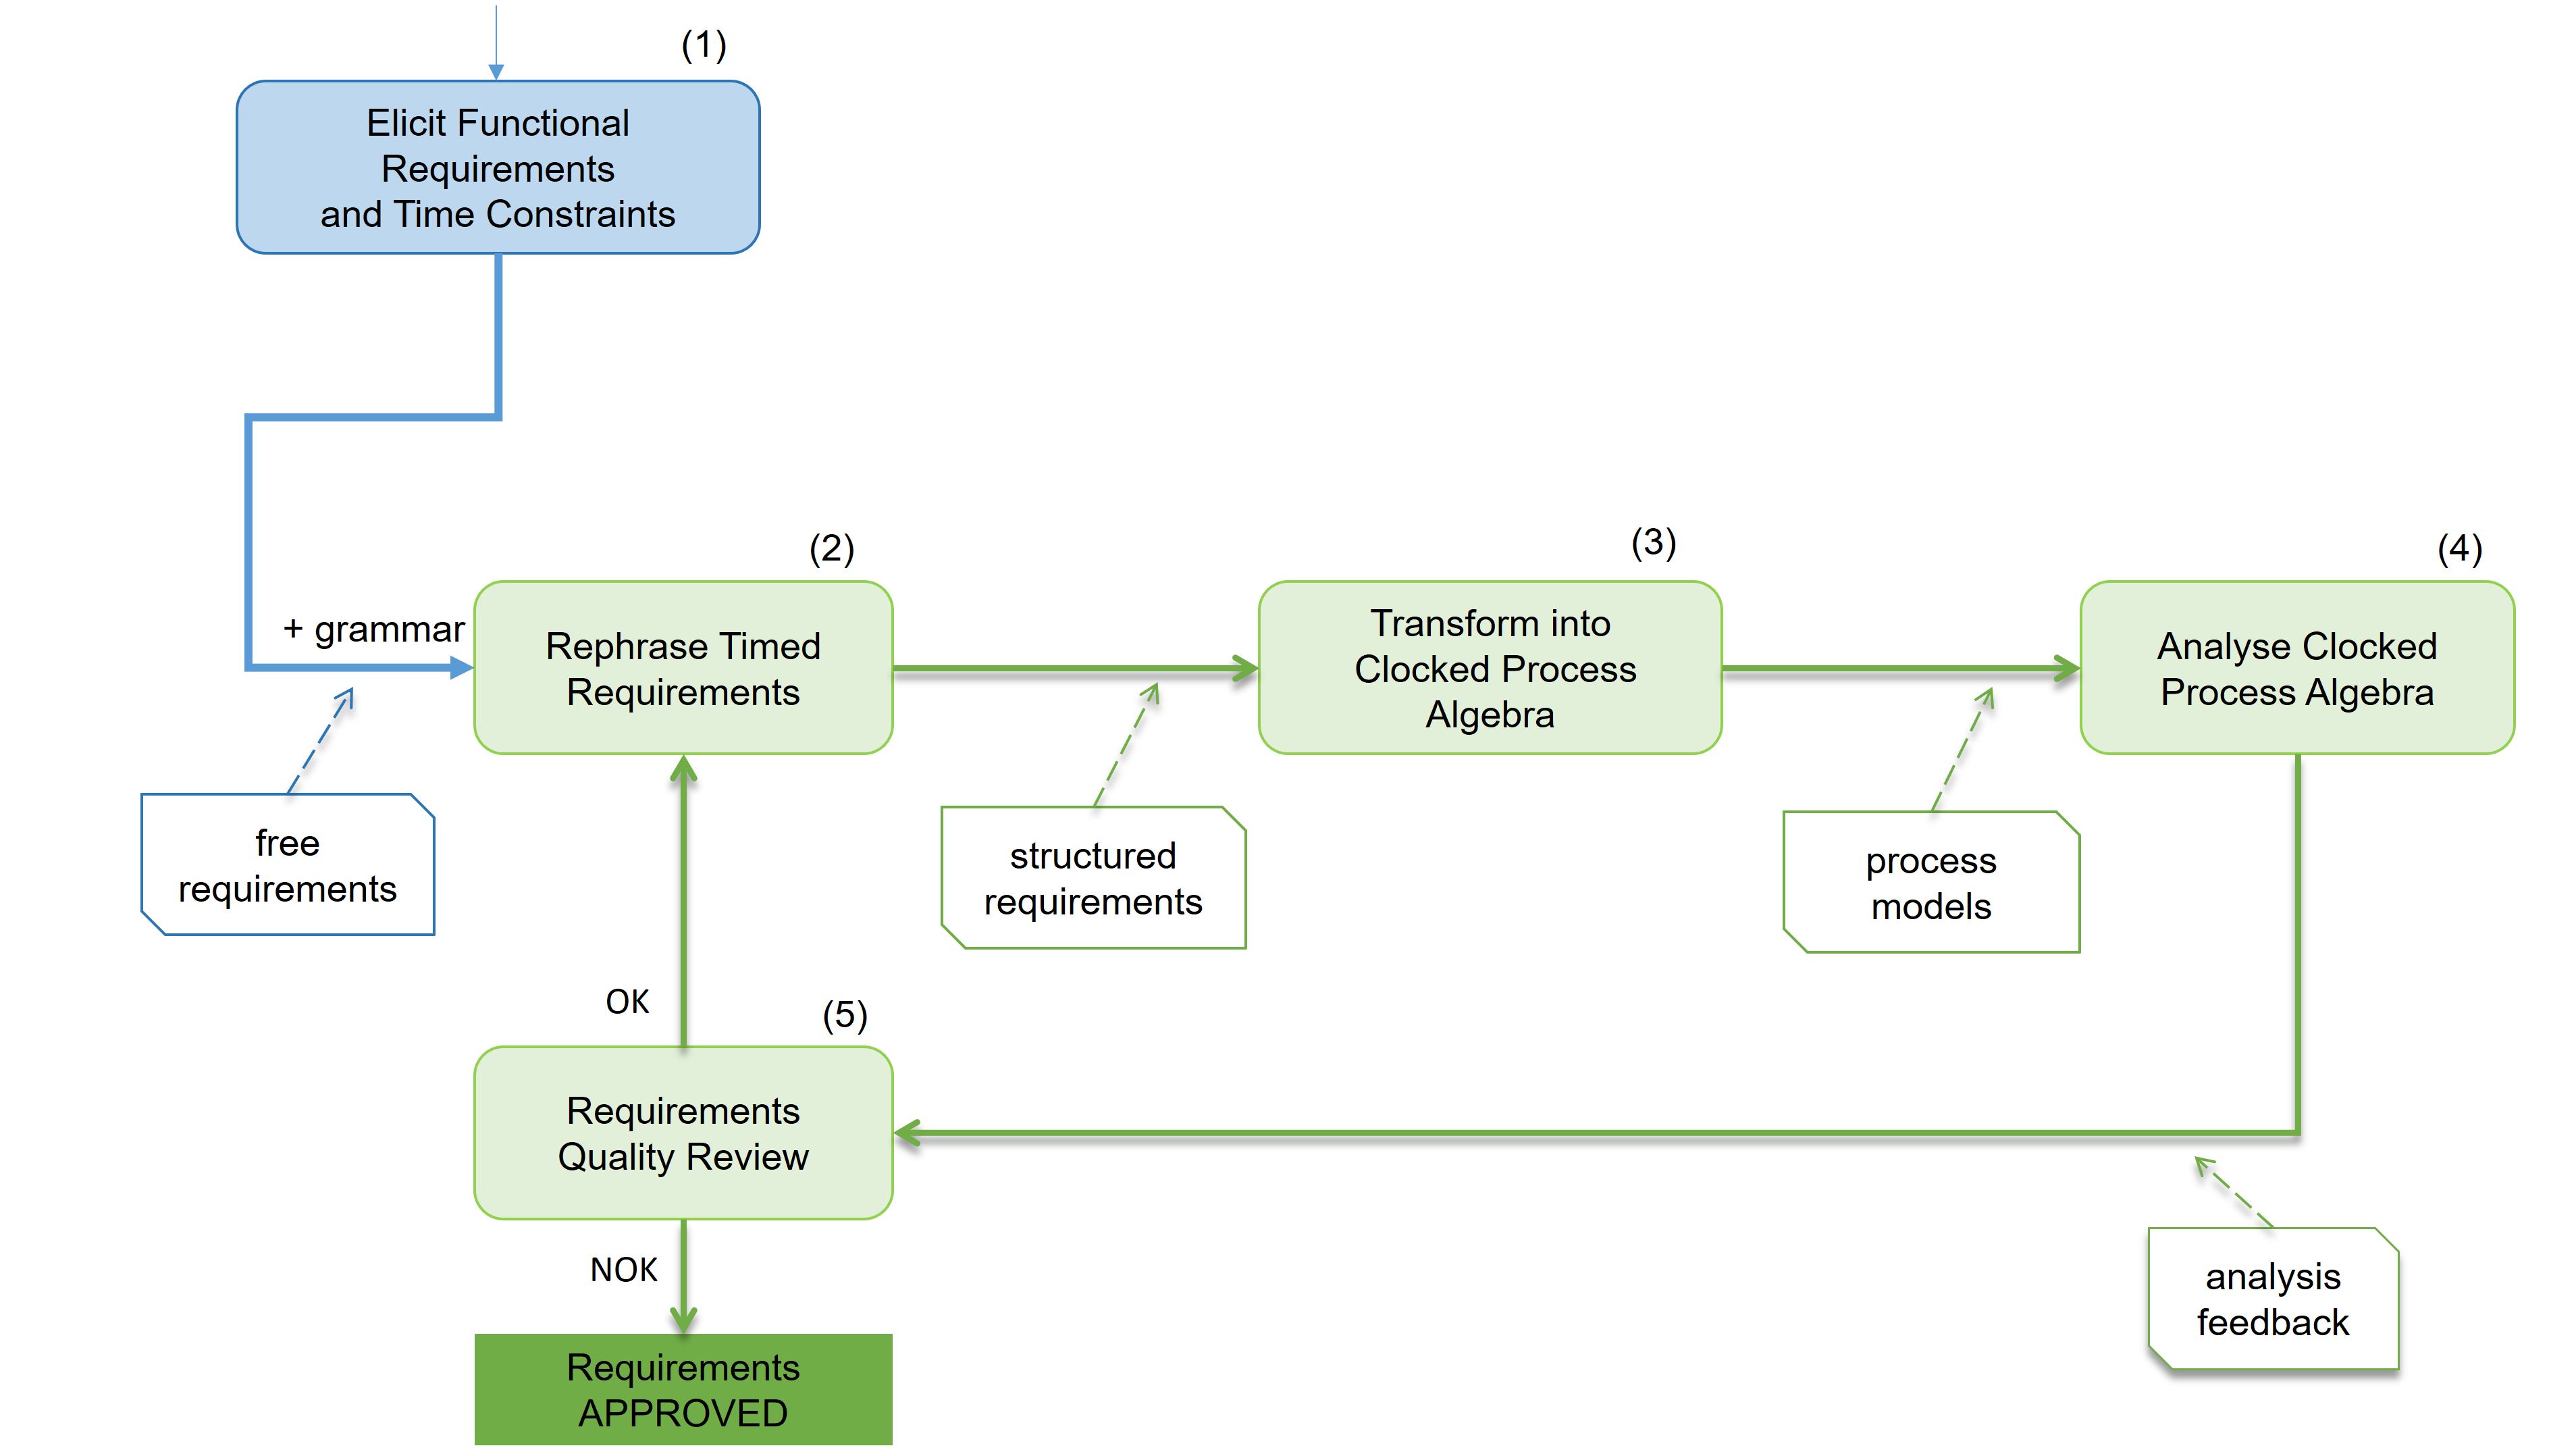 (1)
Elicit Functional
Requirements
and Time Constraints
(2)
(3)
(4)
+ grammar
Rephrase Timed
Requirements
Transform into
Clocked Process
Algebra
Analyse Clocked
Process Algebra
free
requirements
structured
requirements
process
models
OK
(5)
Requirements
Quality Review
NOK
analysis
feedback
Requirements
APPROVED